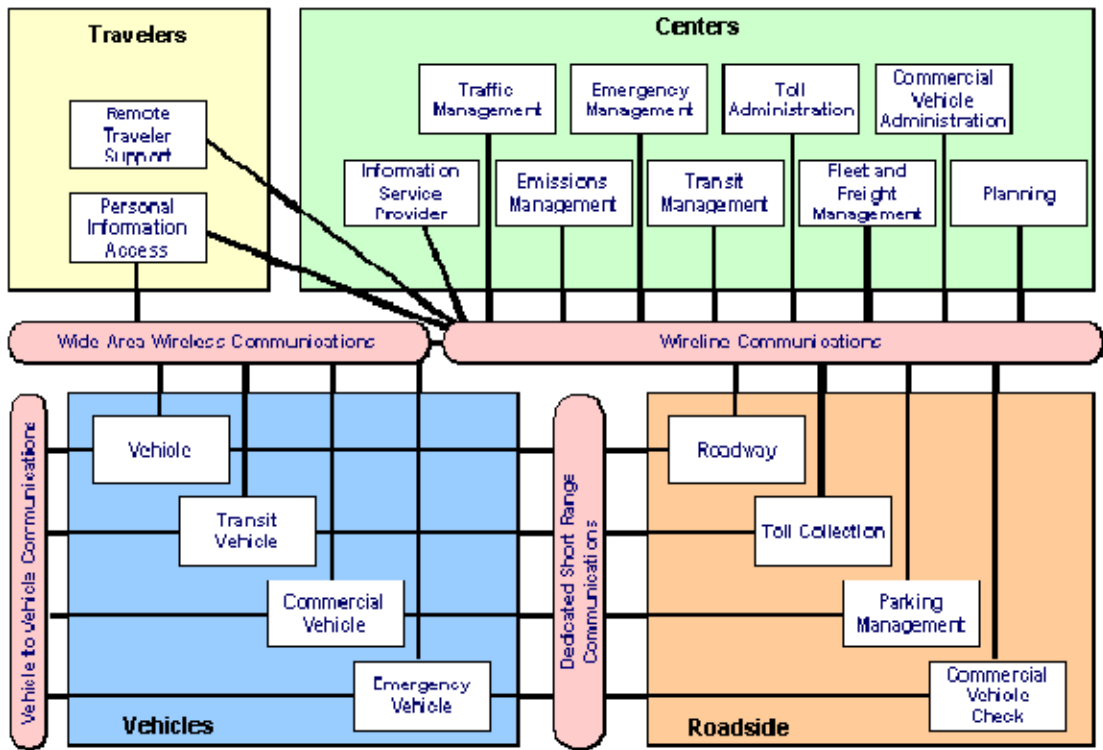 Travelers
Centers
Remote
Traveler
Support
Personal
Information
Access
Traffic
Management
Emergency
Management
Toll
Administration
Commercial
Vehicle
Administration
Information
Service
Provider
Emissions
Management
Transit
Management
Fleet and
Freight
Management
Planning
Wide Area Wireless Communications
Wireline Communications
Vehicle to Vehicle Communications
Vehicle
Transit
Vehicle
Commercial
Vehicle
Emergency
Vehicle
Vehicles
Dedicated Short Range
Communications
Roadway
Toll Collection
Parking
Management
Commercial
Vehicle
Check
Roadside